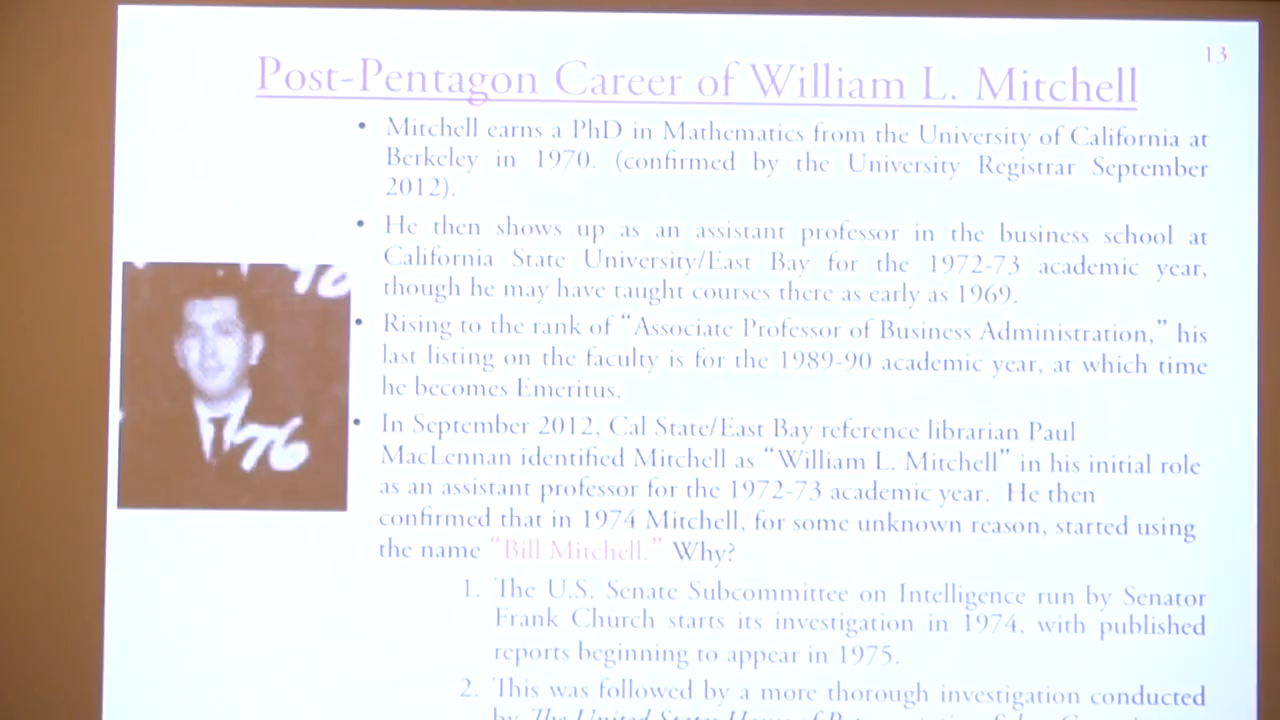 13
Post-Pentagon Career of William L. Mitchell
• Mitchell earns a PhD in Mathematics from the University of California at
Berkeley in 1970. (confirmed by the University Registrar September
2012).
• He then shows up as an assistant professor in the business school at
California State University/East Bay for the 1972-73 academic year,
though he may have taught courses there as early as 1969.
• Rising to the rank of “Associate Professor of Business Administration,” his
last listing on the faculty is for the 1989-90 academic year, at which time
he becomes Emeritus.
• In September 2012, Cal State/East Bay reference librarian Paul
MacLennan identified Mitchell as “William L. Mitchell” in his initial role
as an assistant professor for the 1972-73 academic year. He then
confirmed that in 1974 Mitchell, for some unknown reason, started using
the name “Bill Mitchell.” Why?
1. The U.S. Senate Subcommittee on Intelligence run by Senator
Frank Church starts its investigation in 1974, with published
reports beginning to appear in 1975.
2. This was followed by a more thorough investigation conducted
by The United States House of
76
76